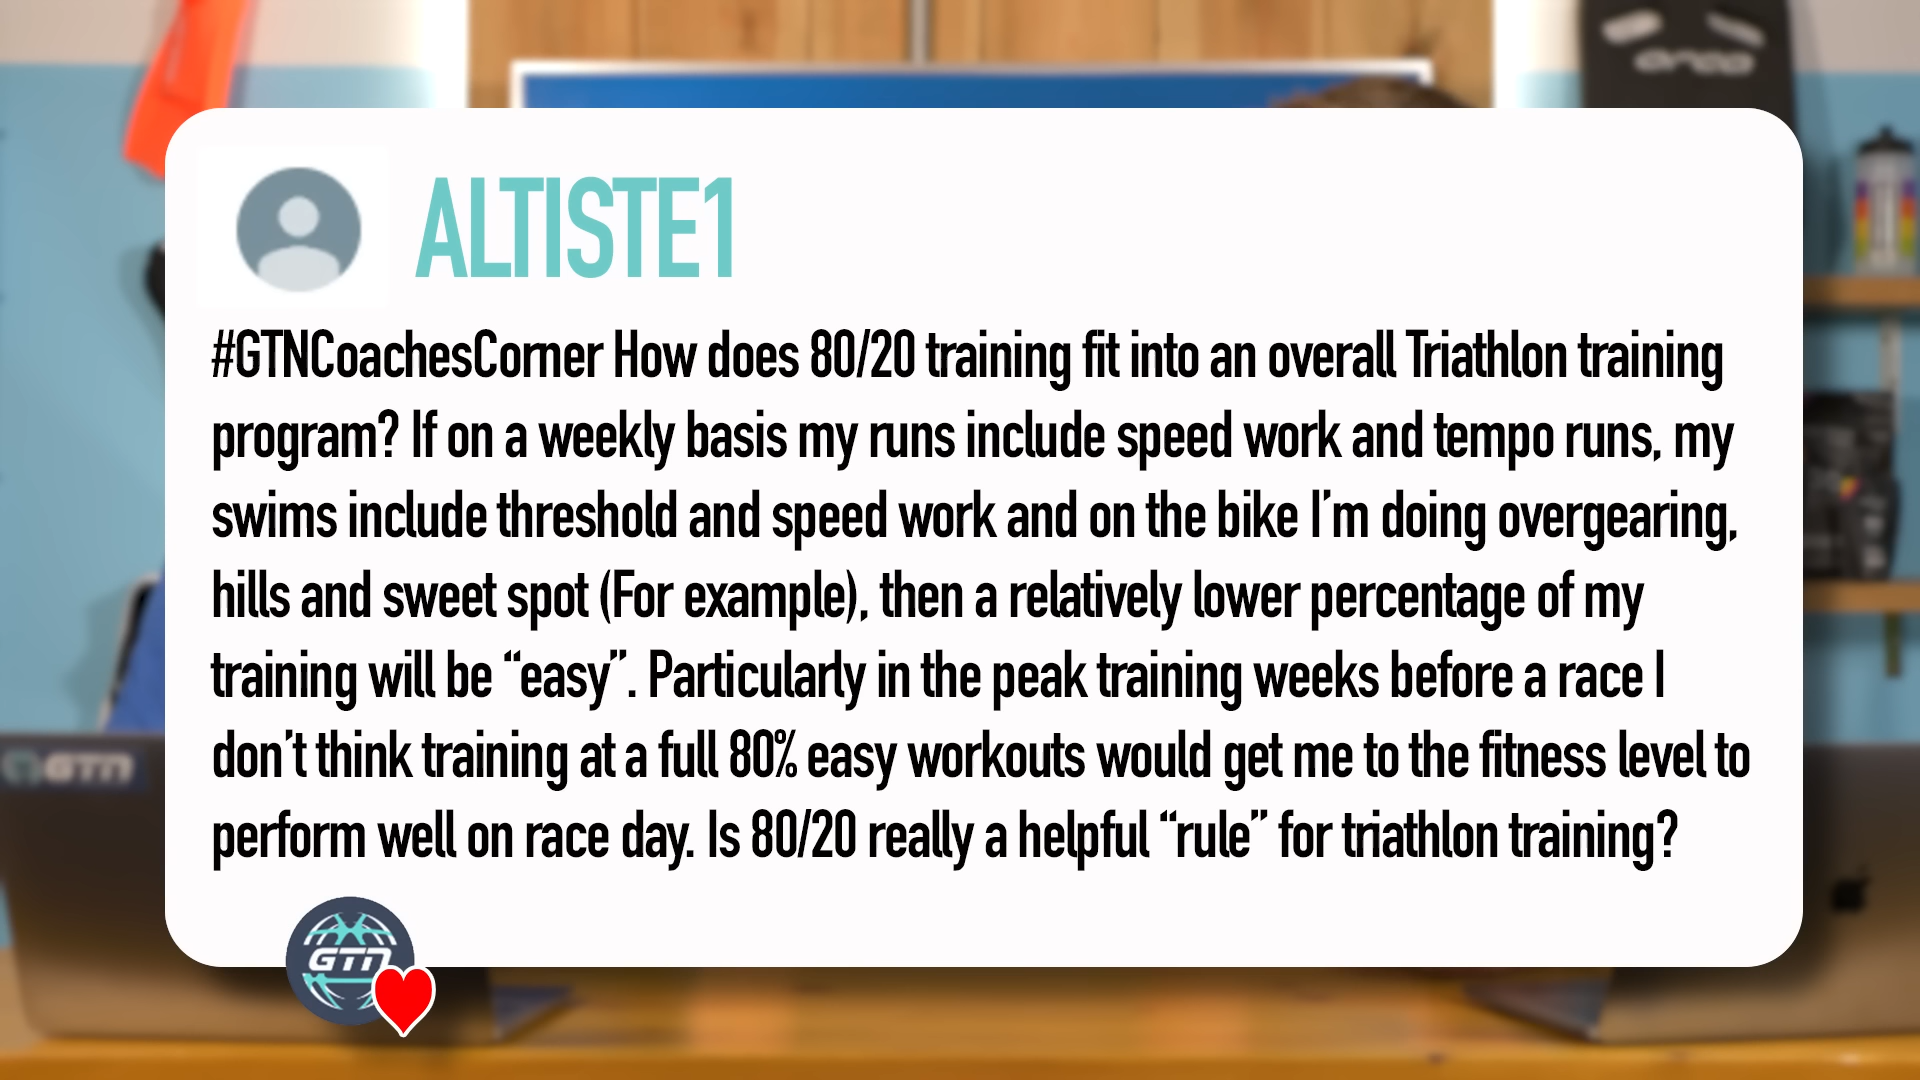 orca
ALTISTE1
#GTNCoachesCorner How does 80/20 training fit into an overall Triathlon training
program? If on a weekly basis my runs include speed work and tempo runs, my
swims include threshold and speed work and on the bike I'm doing overgearing,
hills and sweet spot (For example), then a relatively lower percentage of my
training will be “easy”. Particularly in the peak training weeks before a race I
don't think training at a full 80% easy workouts would get me to the fitness level to
perform well on race day. Is 80/20 really a helpful “rule” for triathlon training?
GTN
GTN